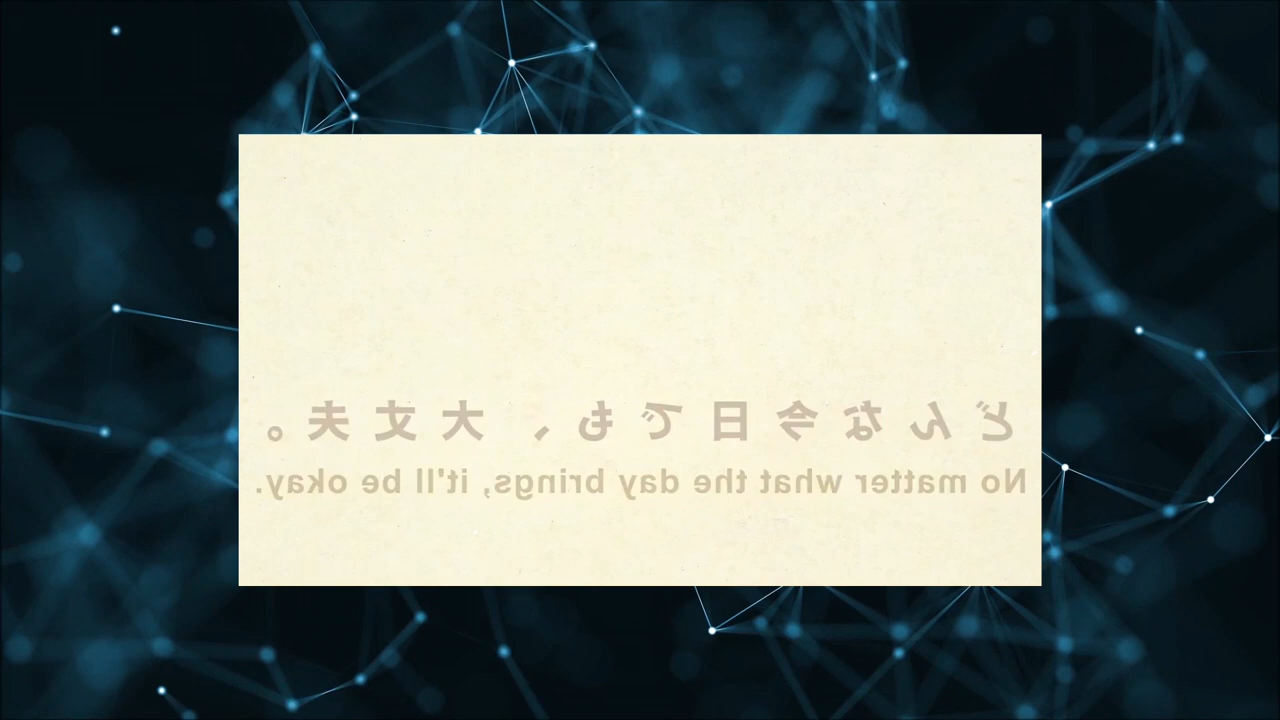 どんな今日でも、大丈夫。
No matter what the day brings, it'll be okay.